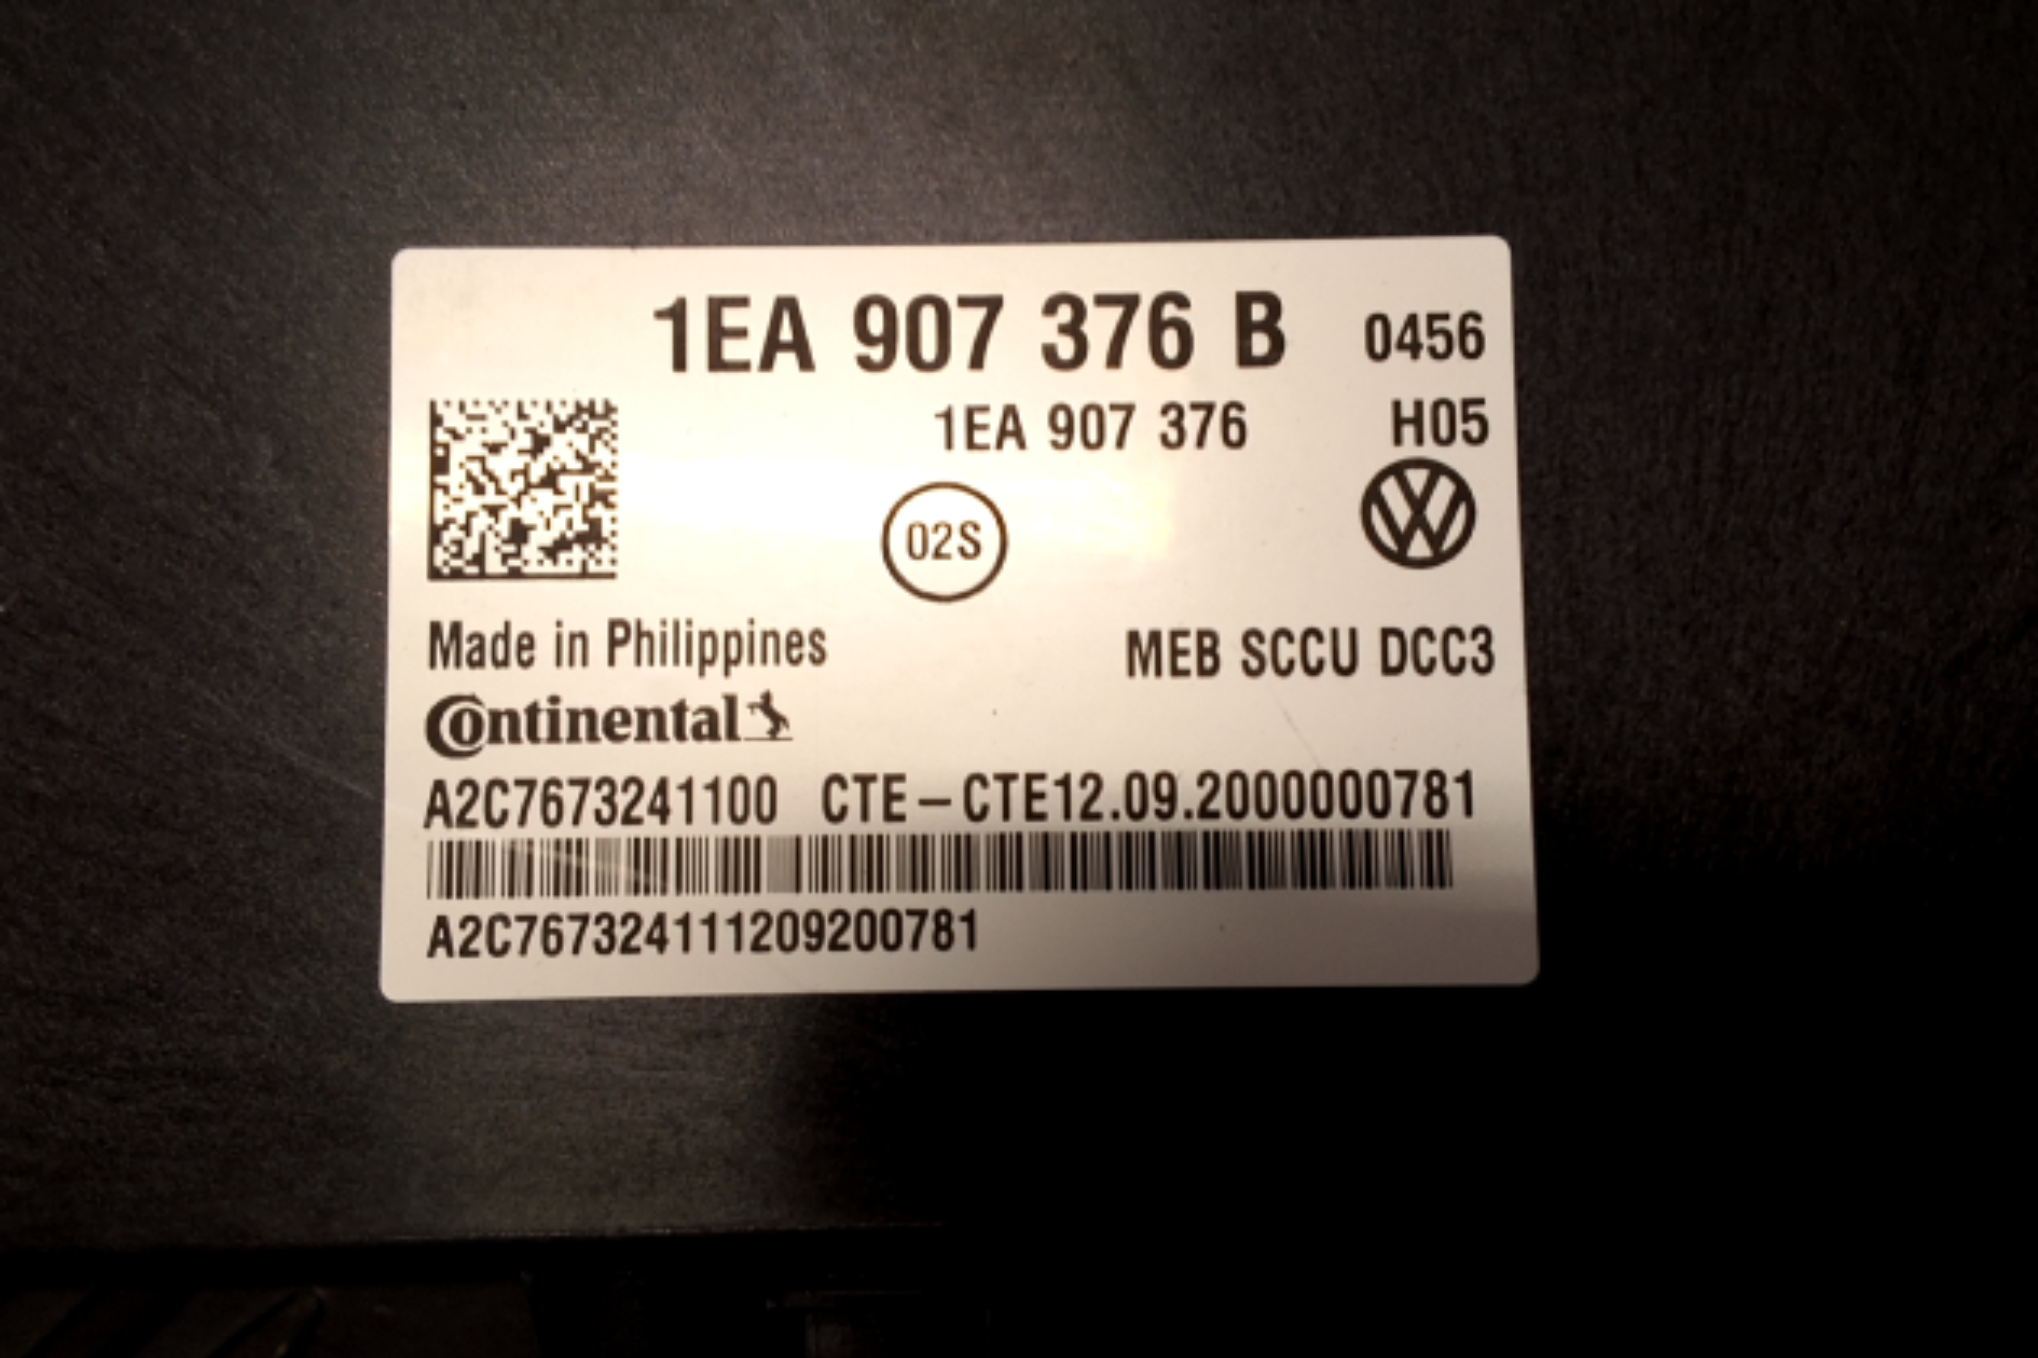 1EA 907 376 B 0456
1EA 907 376 H05
02S
Made in Philippines MEB SCCU DCC3
Continental
A2C7673241100 CTE–CTE12.09.2000000781
A2C767324111209200781